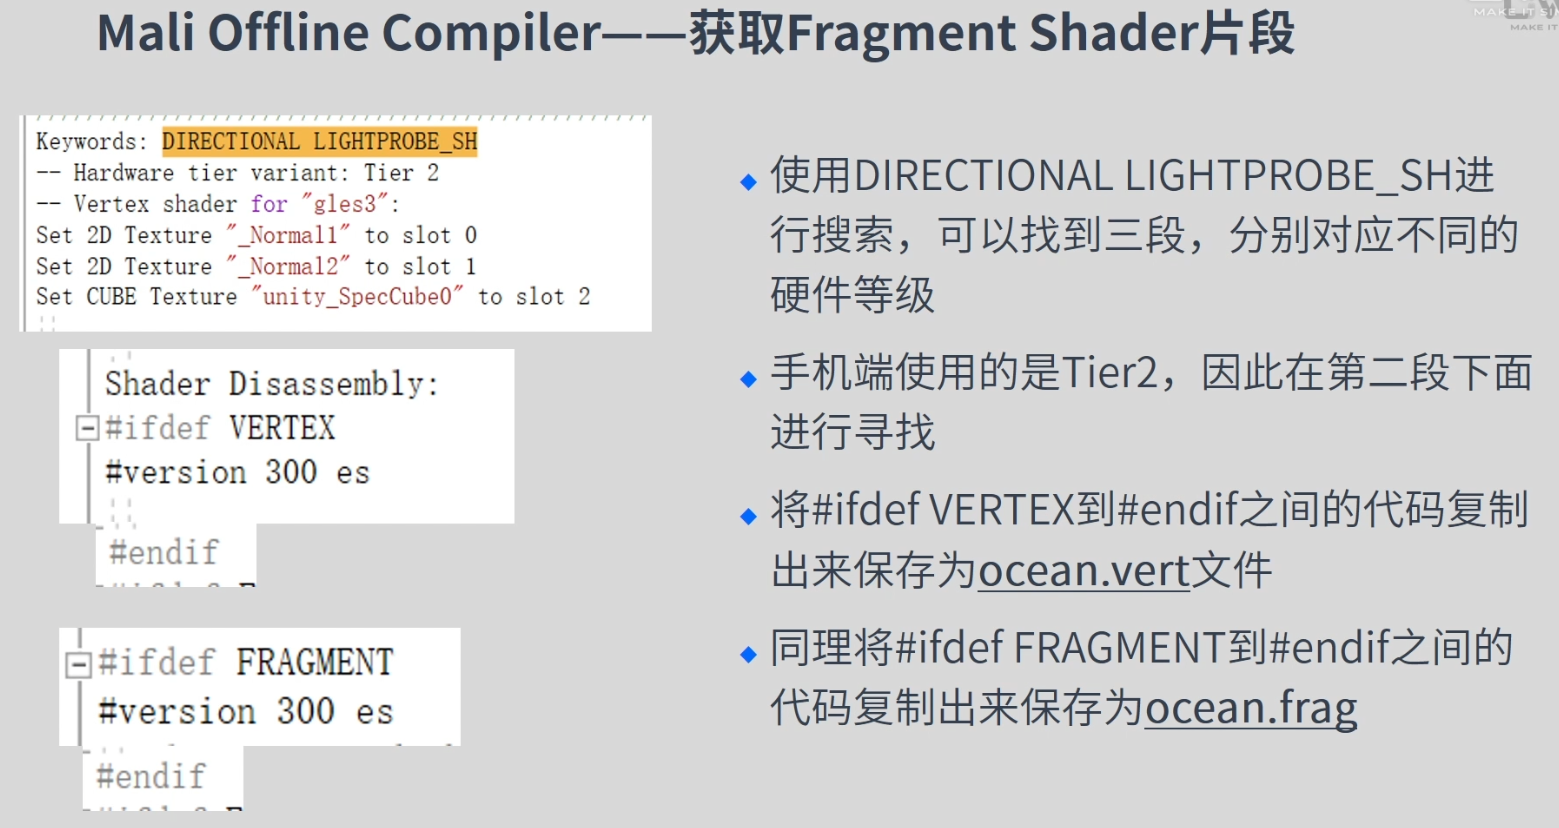 MAKE IT SI
MAKE IT
Mali Offline Compiler——获取Fragment Shader片段
Keywords: DIRECTIONAL LIGHTPROBE_SH
-- Hardware tier variant: Tier 2
-- Vertex shader for "gles3":
Set 2D Texture "_Normal1" to slot 0
Set 2D Texture "_Normal2" to slot 1
Set CUBE Texture "unity_SpecCube0" to slot 2
Shader Disassembly:
#ifdef VERTEX
#version 300 es
#endif
#ifdef FRAGMENT
#version 300 es
#endif
使用DIRECTIONAL LIGHTPROBE_SH进
行搜索，可以找到三段，分别对应不同的
硬件等级
手机端使用的是Tier2，因此在第二段下面
进行寻找
将#ifdef VERTEX到#endif之间的代码复制
出来保存为ocean.vert文件
同理将#ifdef FRAGMENT到#endif之间的
代码复制出来保存为ocean.frag